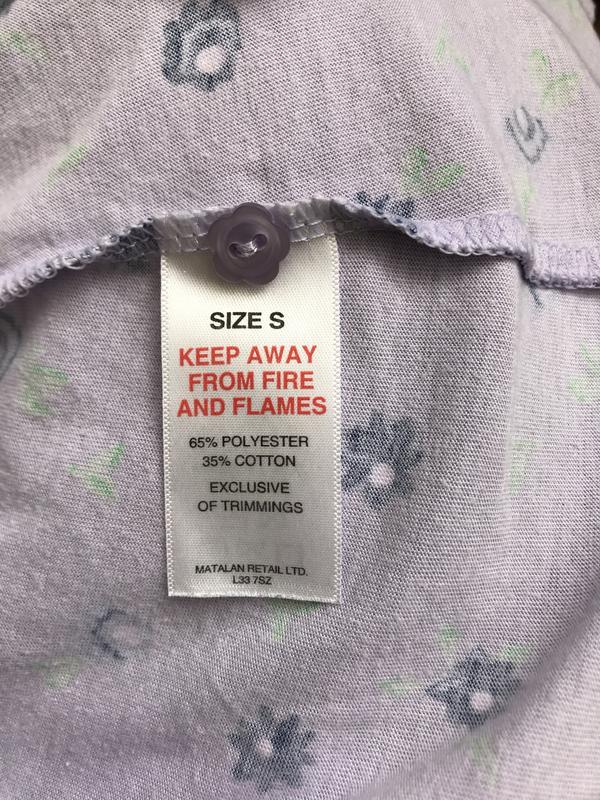 SIZE S
KEEP AWAY
FROM FIRE
AND FLAMES
65% POLYESTER
35% COTTON
EXCLUSIVE
OF TRIMMINGS
MATALAN RETAIL LTD.
L33 7SZ